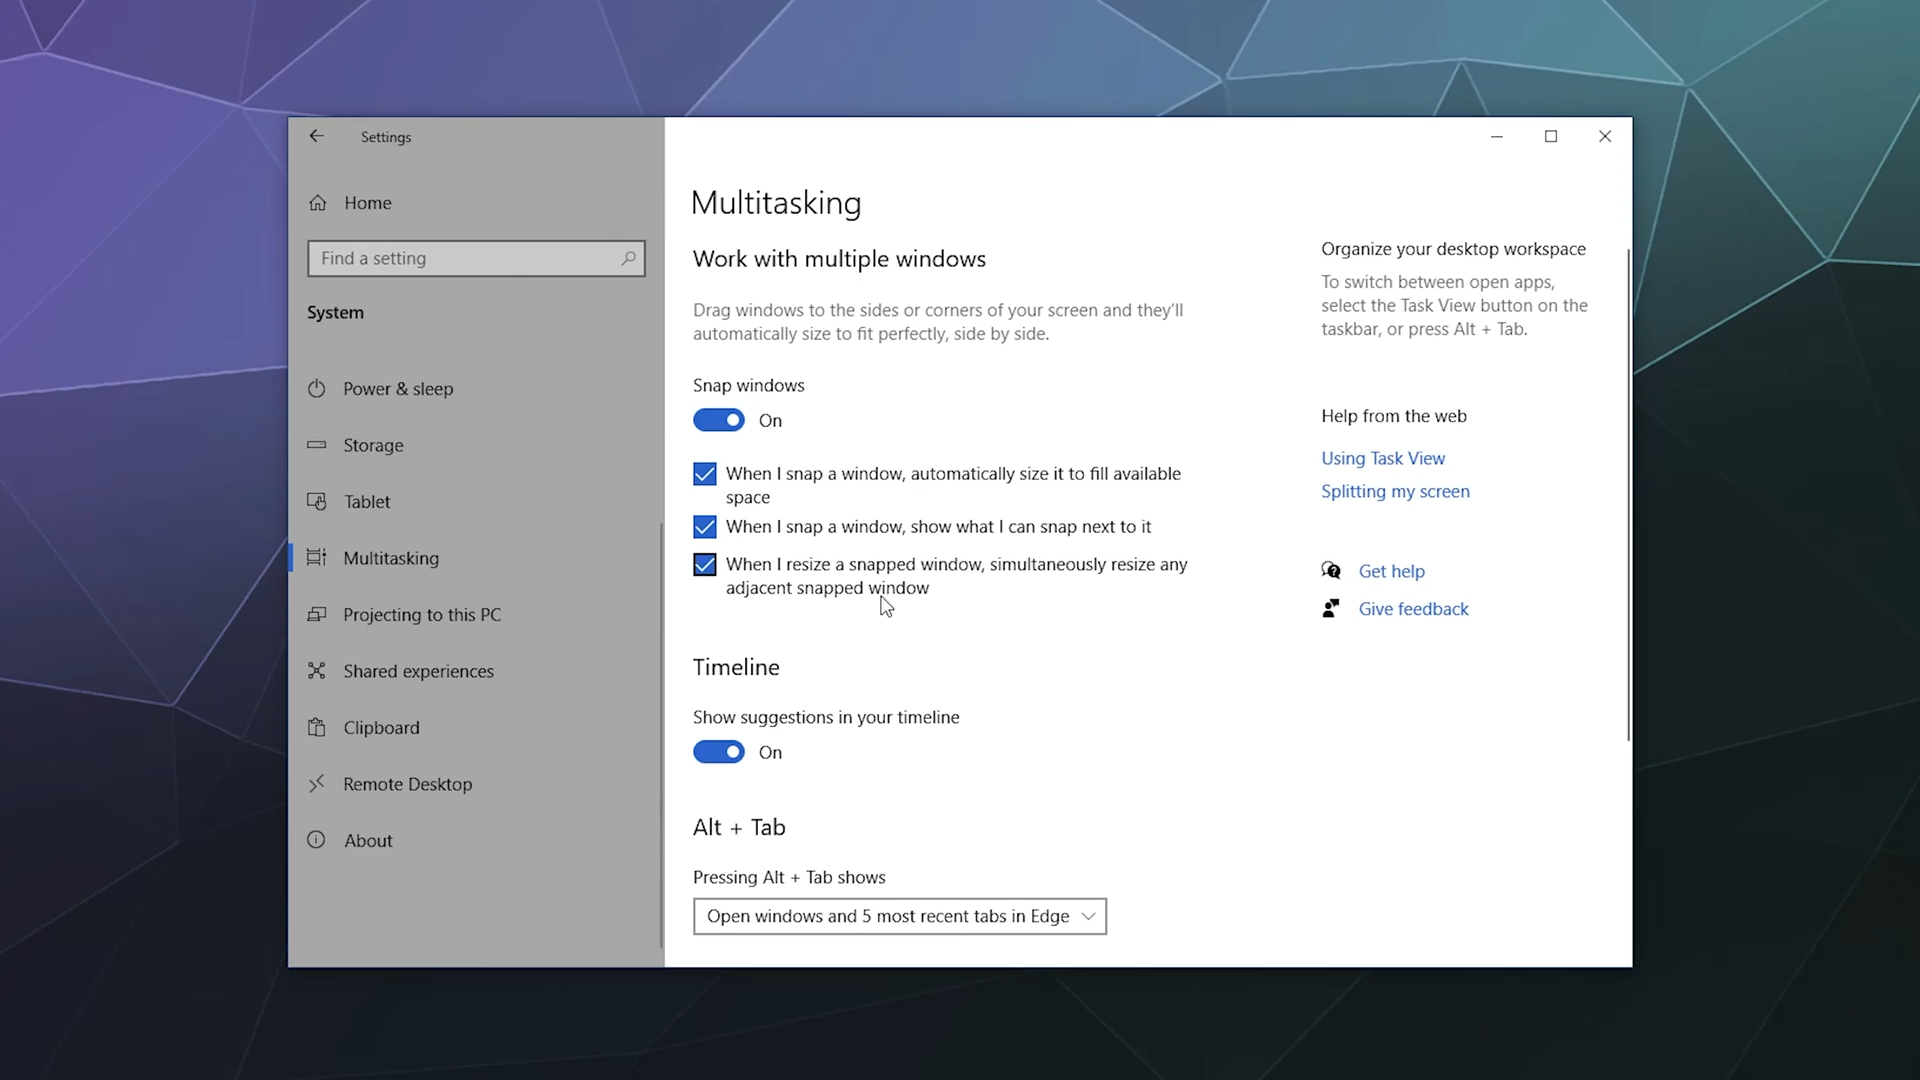 Settings
Home
Find a setting
System
Power & sleep
Storage
Tablet
Multitasking
Projecting to this PC
Shared experiences
Clipboard
Remote Desktop
About
Multitasking
Work with multiple windows
Drag windows to the sides or corners of your screen and they'll
automatically size to fit perfectly, side by side.
Snap windows
On
When I snap a window, automatically size it to fill available
space
When I snap a window, show what I can snap next to it
When I resize a snapped window, simultaneously resize any
adjacent snapped window
Timeline
Show suggestions in your timeline
On
Alt + Tab
Pressing Alt + Tab shows
Open windows and 5 most recent tabs in Edge
Organize your desktop workspace
To switch between open apps,
select the Task View button on the
taskbar, or press Alt + Tab.
Help from the web
Using Task View
Splitting my screen
Get help
Give feedback